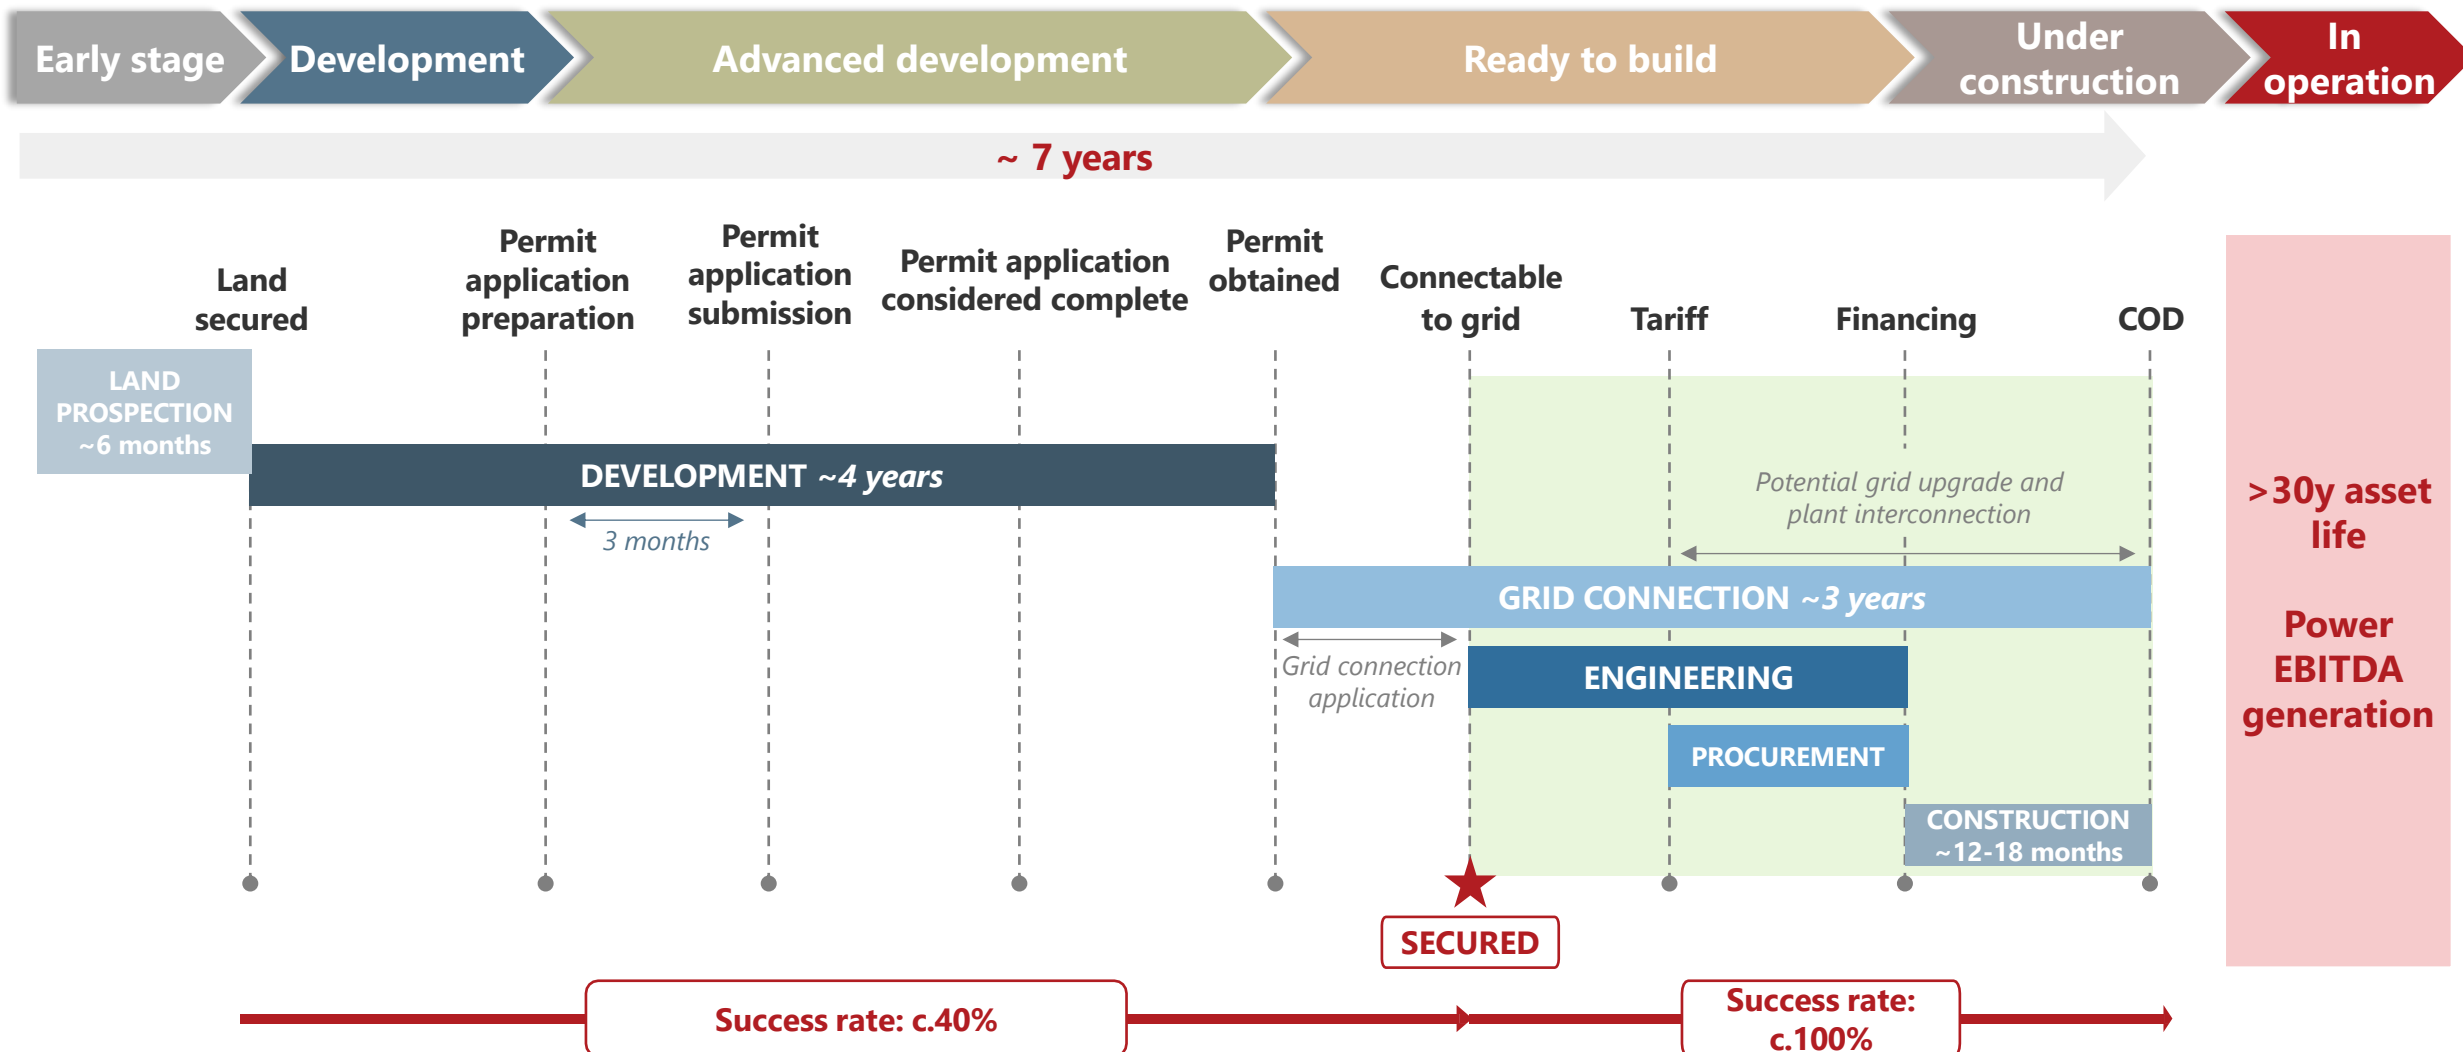 Early stage
Development
Advanced development
Ready to build
Under
construction
In
operation
~ 7 years
Land
secured
Permit
application
preparation
Permit
application
submission
Permit application
considered complete
Permit
obtained
Connectable
to grid
Tariff
Financing
COD
LAND
PROSPECTION
~6 months
DEVELOPMENT ~4 years
3 months
Potential grid upgrade and
plant interconnection
GRID CONNECTION ~3 years
Grid connection
application
ENGINEERING
PROCUREMENT
CONSTRUCTION
~12-18 months
>30y asset
life
Power
EBITDA
generation
SECURED
Success rate: c.40%
Success rate:
c.100%